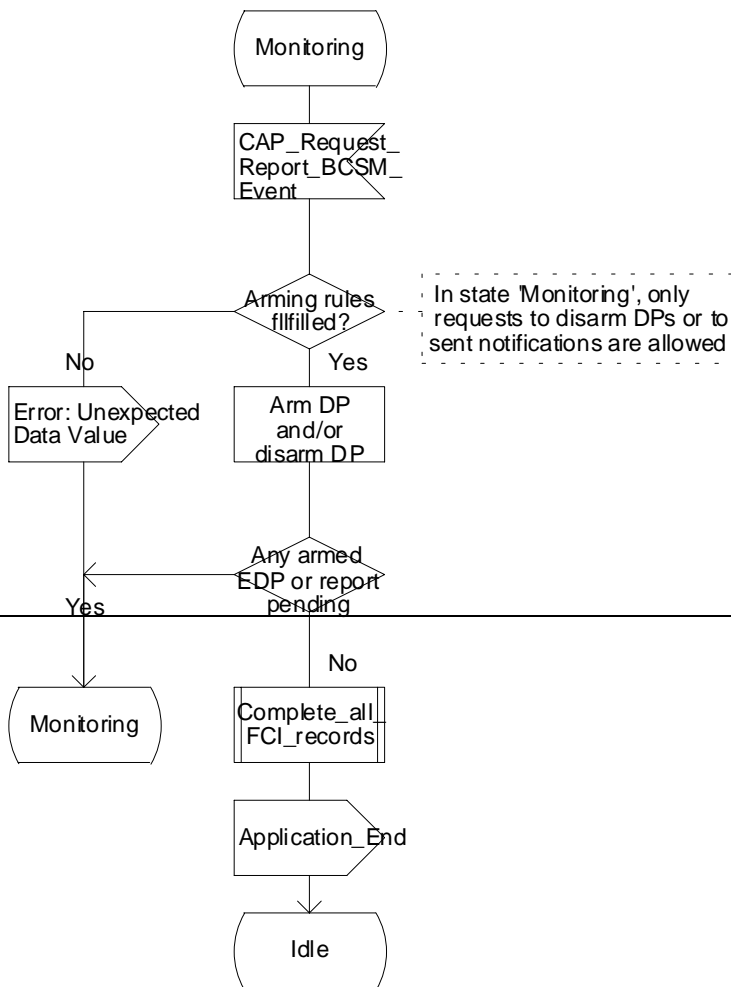 Monitoring
CAP_Request_
Report_BCSM_
Event
Arming rules
fllfilled?
In state 'Monitoring', only
requests to disarm DPs or to
sent notifications are allowed
No
Yes
Error: Unexpected
Data Value
Arm DP
and/or
disarm DP
Any armed
EDP or report
pending
Yes
No
Monitoring
Complete_all_
FCI_records
Application_End
Idle